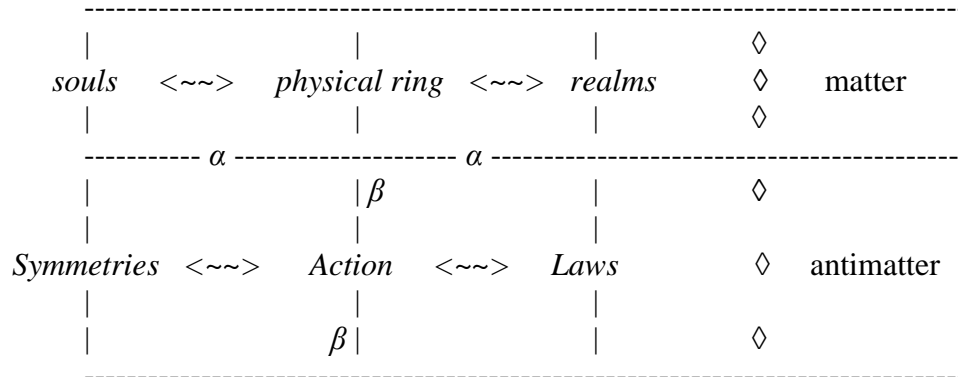 -------------------------------------------------------
| | | ◊
souls <~~> physical ring <~~> realms ◊ matter
| | | ◊
----------- α --------------------- α -----------------------------
| | β | ◊
| | |
Symmetries <~~> Action <~~> Laws ◊ antimatter
| | |
| β | | ◊
-------------------------------------------------------